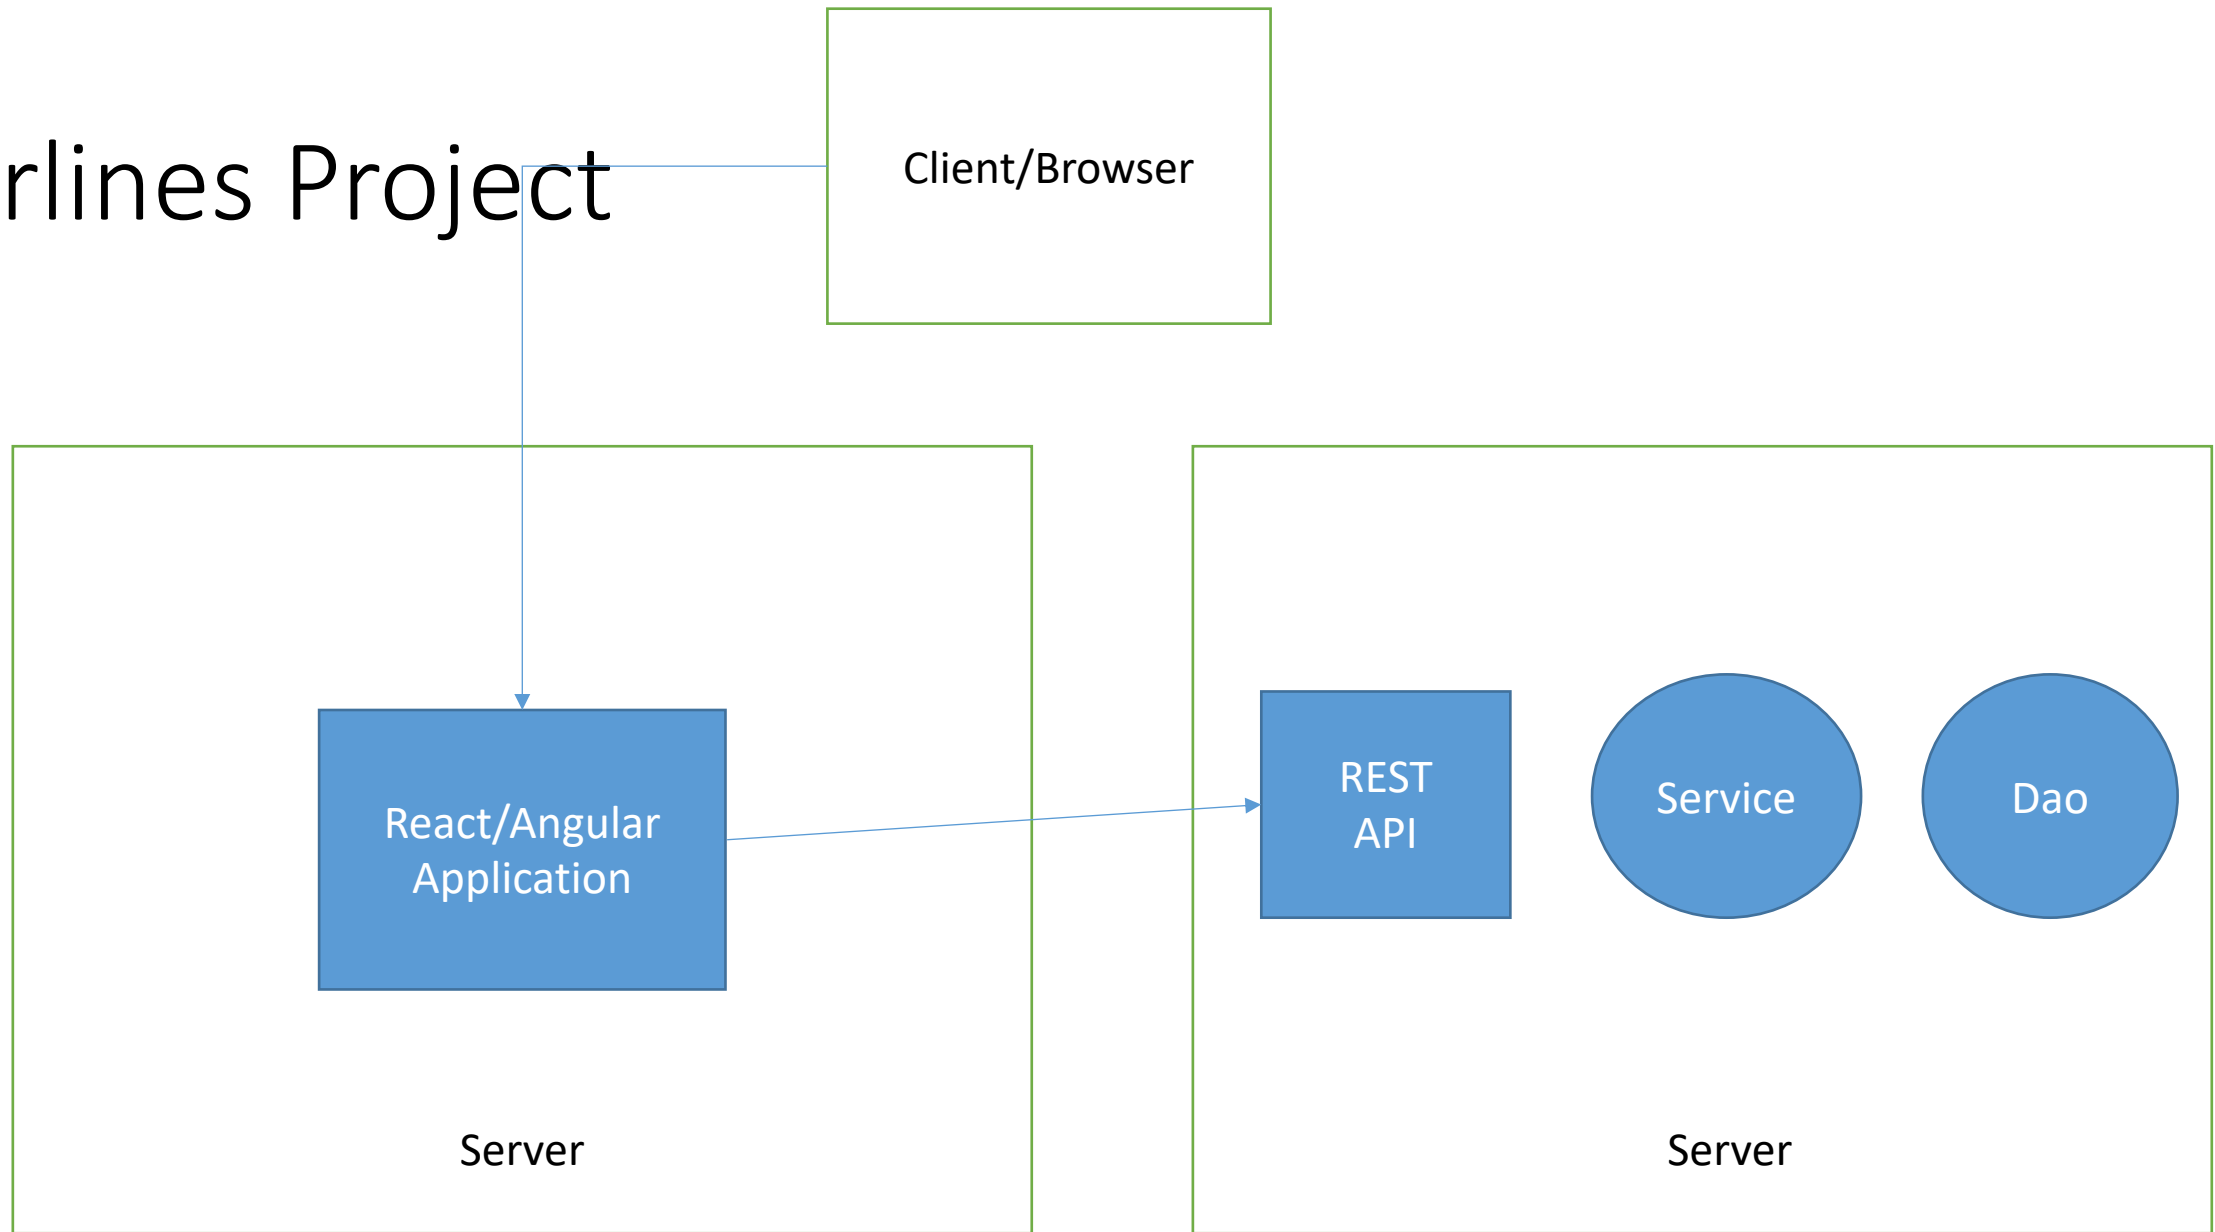 rlines Project
Client/Browser
React/Angular
Application
REST
API
Service
Dao
Server
Server